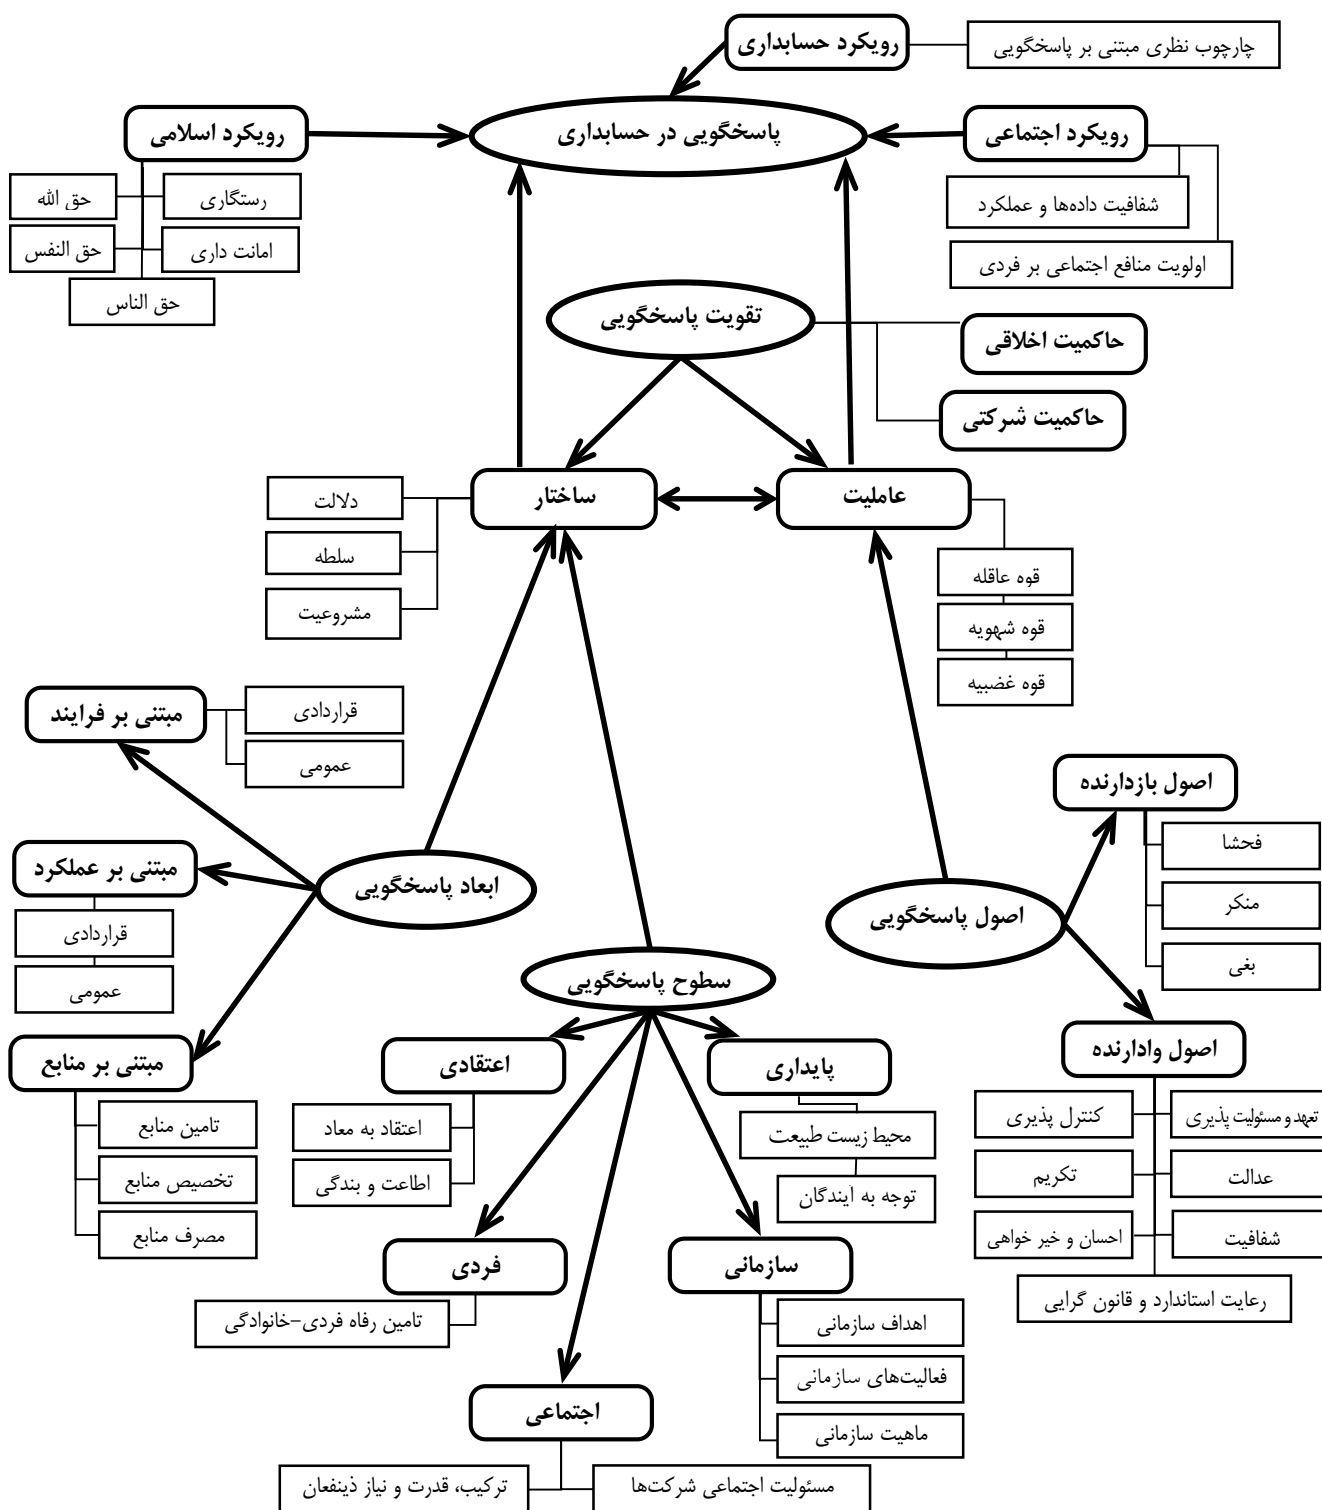 رویکرد حسابداری
چارچوب نظری مبتنی بر پاسخگویی
پاسخگویی در حسابداری
رویکرد اجتماعی
شفافیت داده‌ها و عملکرد
اولویت منافع اجتماعی بر فردی
رویکرد اسلامی
رستگاری
حق الله
امانت داری
حق النفس
حق الناس
تقویت پاسخگویی
حاکمیت اخلاقی
حاکمیت شرکتی
عاملیت
ساختار
دلالت
سلطه
مشروعیت
قوه عاقله
قوه شهویه
قوه غضبیه
مبتنی بر فرایند
قراردادی
عمومی
مبتنی بر عملکرد
قراردادی
عمومی
مبتنی بر منابع
تامین منابع
تخصیص منابع
مصرف منابع
ابعاد پاسخگویی
اصول پاسخگویی
اصول بازدارنده
فحشا
منکر
بغی
اصول وادارنده
تعهد و مسئولیت پذیری
کنترل پذیری
عدالت
تکریم
شفافیت
احسان و خیر خواهی
رعایت استاندارد و قانون گرایی
سطوح پاسخگویی
پایداری
محیط زیست طبیعت
توجه به آیندگان
اعتقادی
اعتقاد به معاد
اطاعت و بندگی
فردی
تامین رفاه فردی-خانوادگی
سازمانی
اهداف سازمانی
فعالیت‌های سازمانی
ماهیت سازمانی
اجتماعی
مسئولیت اجتماعی شرکت‌ها
ترکیب، قدرت و نیاز ذینفعان